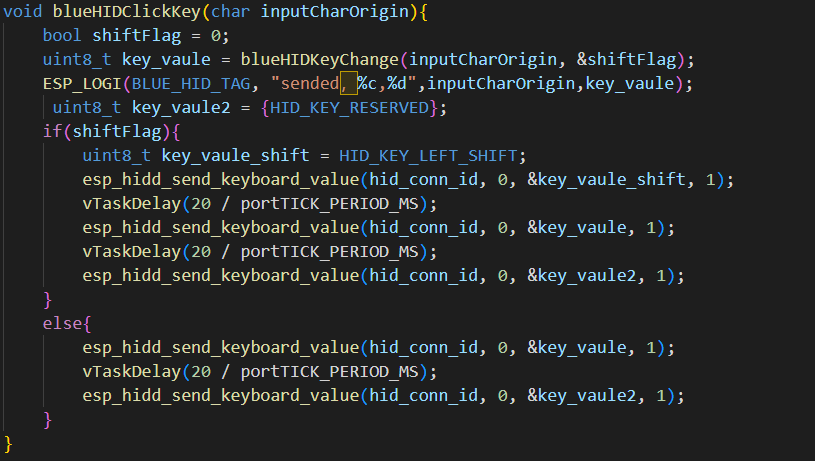 void blueHIDClickKey(char inputCharOrigin){
    bool shiftFlag = 0;
    uint8_t key_vaule = blueHIDKeyChange(inputCharOrigin, &shiftFlag);
    ESP_LOGI(BLUE_HID_TAG, "sended，%c,%d",inputCharOrigin,key_vaule);
     uint8_t key_vaule2 = {HID_KEY_RESERVED};
    if(shiftFlag){
        uint8_t key_vaule_shift = HID_KEY_LEFT_SHIFT;
        esp_hidd_send_keyboard_value(hid_conn_id, 0, &key_vaule_shift, 1);
        vTaskDelay(20 / portTICK_PERIOD_MS);
        esp_hidd_send_keyboard_value(hid_conn_id, 0, &key_vaule, 1);
        vTaskDelay(20 / portTICK_PERIOD_MS);
        esp_hidd_send_keyboard_value(hid_conn_id, 0, &key_vaule2, 1);
    }
    else{
        esp_hidd_send_keyboard_value(hid_conn_id, 0, &key_vaule, 1);
        vTaskDelay(20 / portTICK_PERIOD_MS);
        esp_hidd_send_keyboard_value(hid_conn_id, 0, &key_vaule2, 1);
    }
}